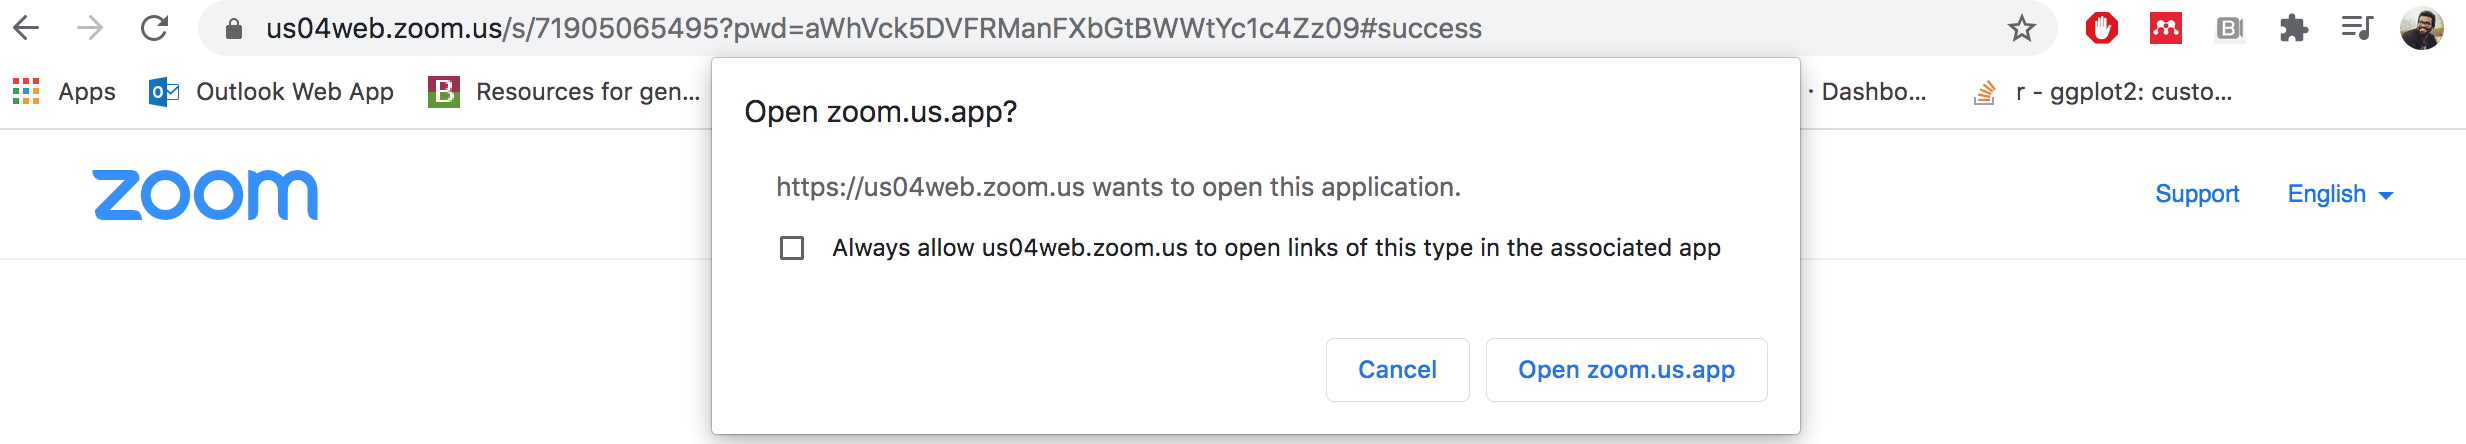 us04web.zoom.us/s/71905065495?pwd=aWhVck5DVFRManFXbGtBWWtYc1c4Zz09#success
Apps Outlook Web App Resources for gen... · Dashbo... r - ggplot2: custo...
Open zoom.us.app?
https://us04web.zoom.us wants to open this application.
zoom Support English
Always allow us04web.zoom.us to open links of this type in the associated app
Cancel Open zoom.us.app